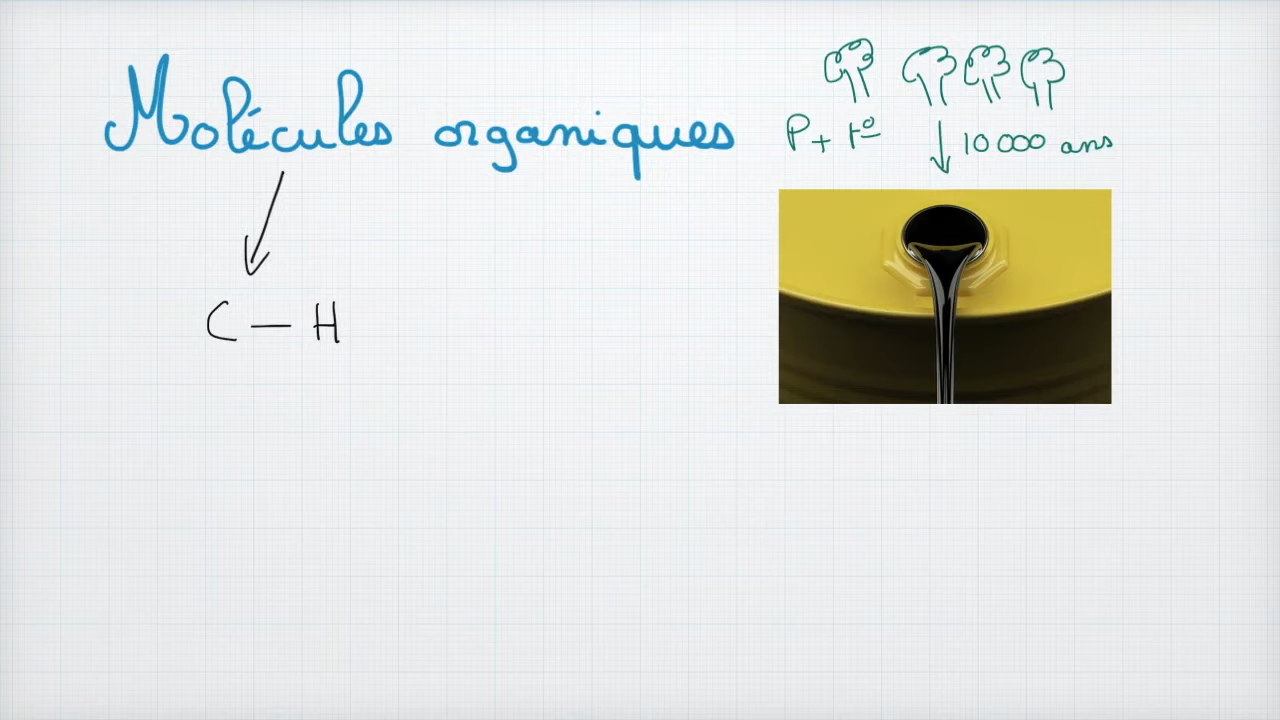 Molécules organiques
P + t°
10 000 ans
C — H